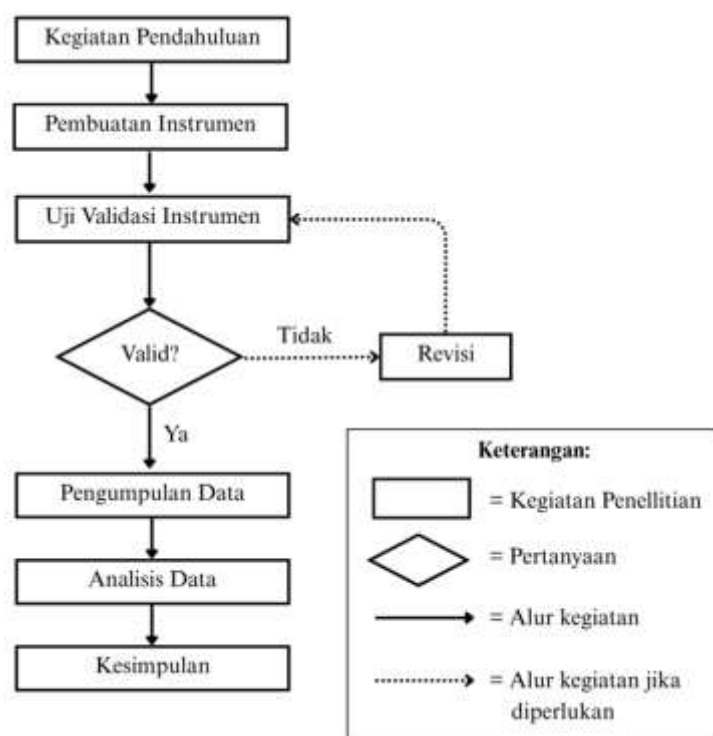 Kegiatan Pendahuluan
Pembuatan Instrumen
Uji Validasi Instrumen
Valid?
Tidak
Revisi
Ya
Pengumpulan Data
Analisis Data
Kesimpulan
Keterangan:
= Kegiatan Penellitian
= Pertanyaan
= Alur kegiatan
= Alur kegiatan jika
diperlukan